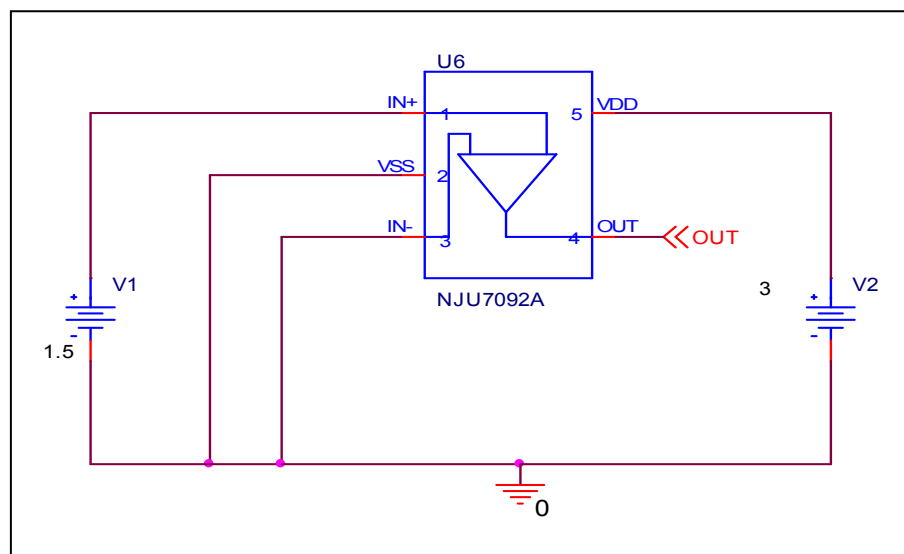 U6
IN+
1
5
VDD
VSS
2
IN-
3
4
OUT
OUT
NJU7092A
V1
+
-
1.5
3
V2
+
-
0